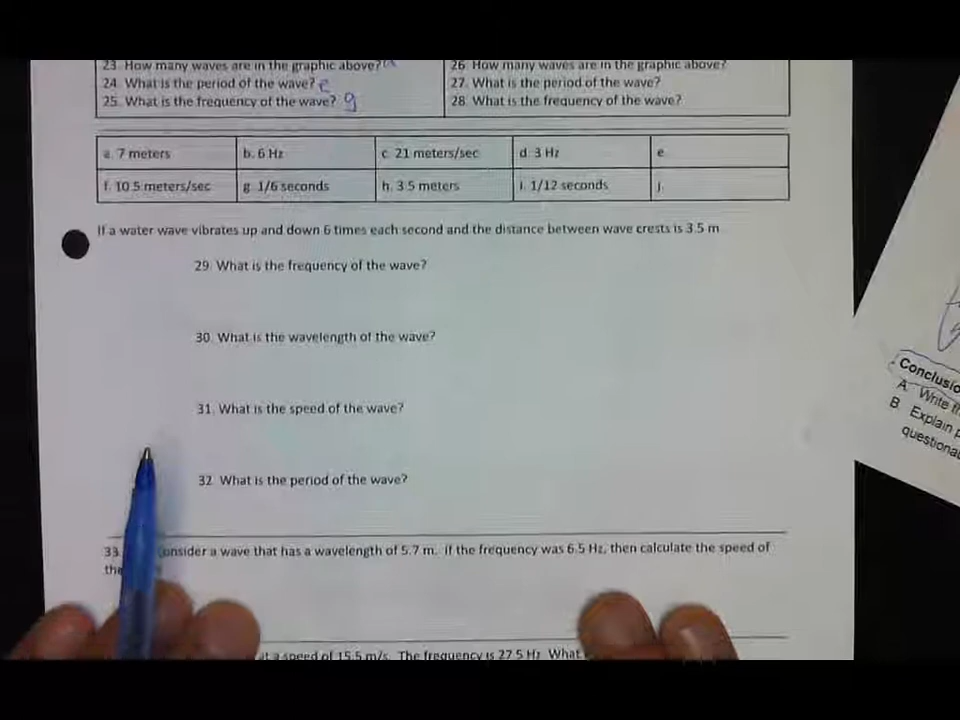 23. How many waves are in the graphic above?
24. What is the period of the wave? e
25. What is the frequency of the wave? g
26. How many waves are in the graphic above?
27. What is the period of the wave?
28. What is the frequency of the wave?
a. 7 meters b. 6 Hz c. 21 meters/sec d. 3 Hz e.
f. 10.5 meters/sec g. 1/6 seconds h. 3.5 meters i. 1/12 seconds j.
If a water wave vibrates up and down 6 times each second and the distance between wave crests is 3.5 m
29. What is the frequency of the wave?
30. What is the wavelength of the wave?
31. What is the speed of the wave?
32. What is the period of the wave?
33. onsider a wave that has a wavelength of 5.7 m. If the frequency was 6.5 Hz, then calculate the speed of
the
at a speed of 15.5 m/s. The frequency is 27.5 Hz. What
Conclusio
A Write th
B Explain p
questiona